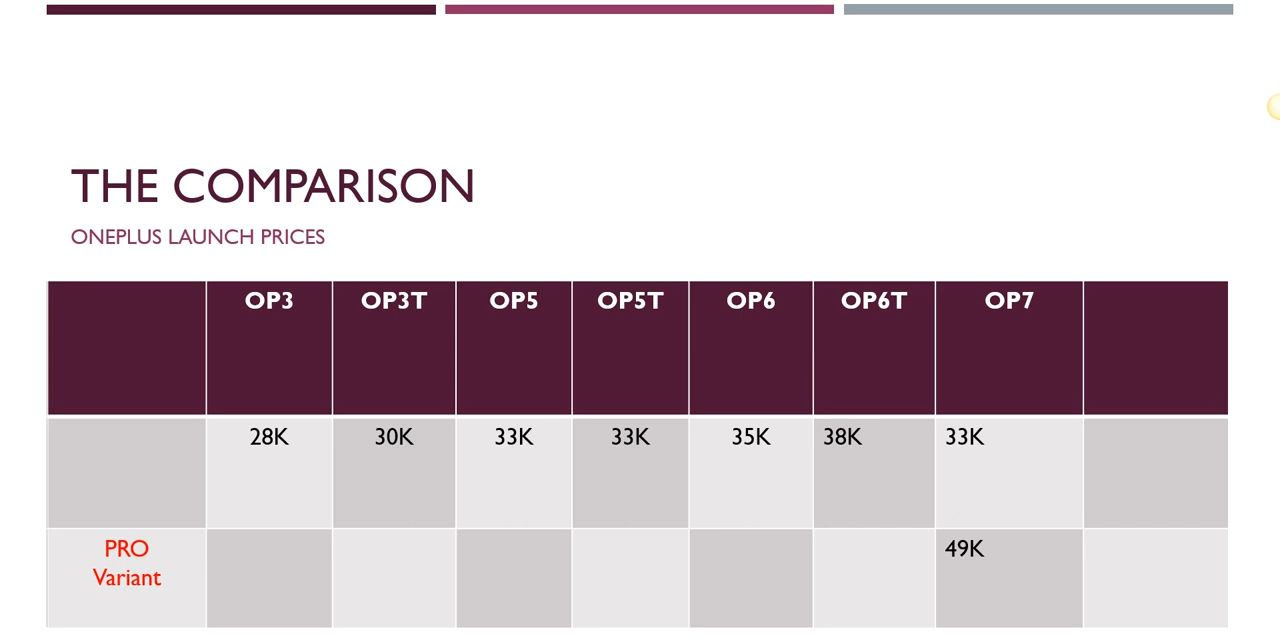 THE COMPARISON
ONEPLUS LAUNCH PRICES
OP3 OP3T OP5 OP5T OP6 OP6T OP7
28K 30K 33K 33K 35K 38K 33K
PRO 49K
Variant